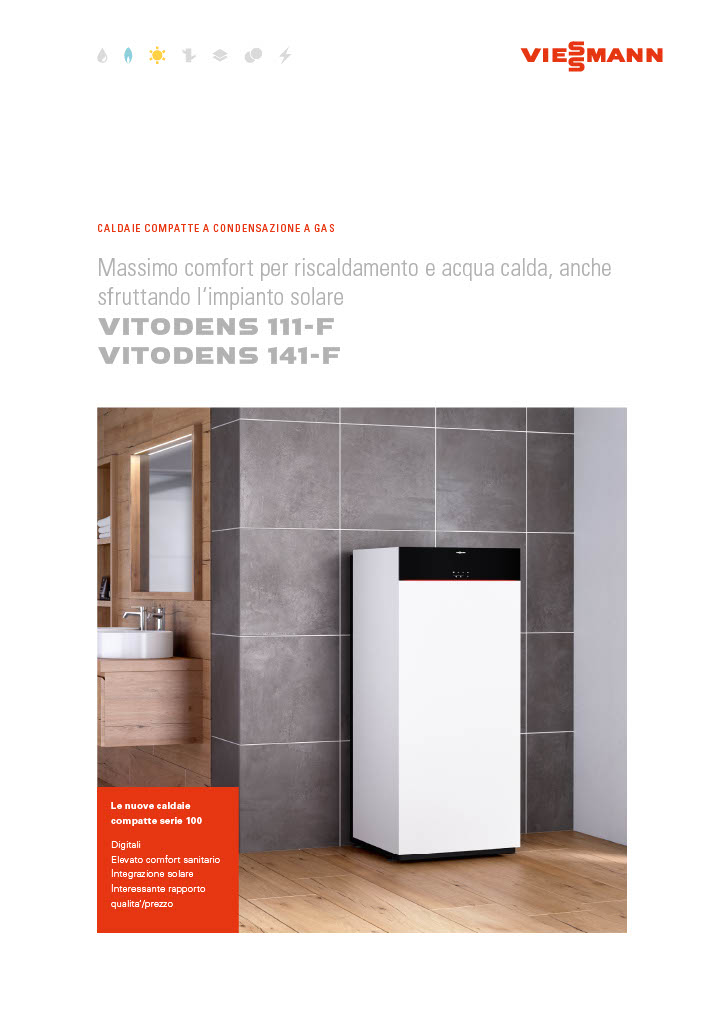 VIESSMANN
CALDAIE COMPATTE A CONDENSAZIONE A GAS
Massimo comfort per riscaldamento e acqua calda, anche
sfruttando l'impianto solare
VITODENS 111-F
VITODENS 141-F
Le nuove caldaie
compatte serie 100
Digitali
Elevato comfort sanitario
Integrazione solare
Interessante rapporto
qualita'/prezzo